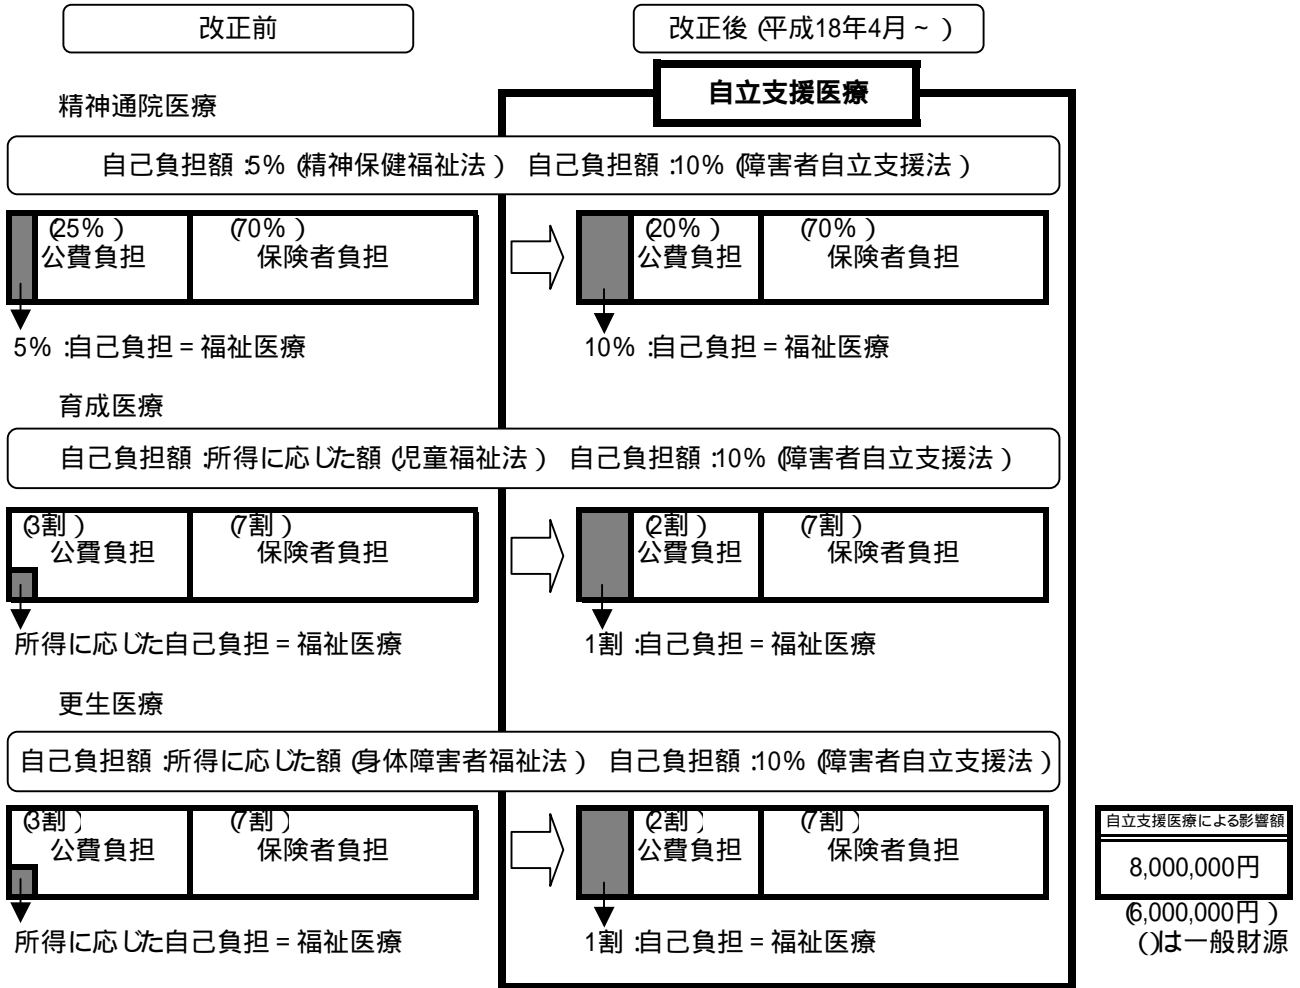 改正前
改正後(平成18年4月~)
自立支援医療
精神通院医療
自己負担額:5%(精神保健福祉法) 自己負担額:10%(障害者自立支援法)
(25%) (70%) (20%) (70%)
公費負担 保険者負担 公費負担 保険者負担
5%:自己負担=福祉医療 10%:自己負担=福祉医療
育成医療
自己負担額:所得に応じた額(児童福祉法) 自己負担額:10%(障害者自立支援法)
(3割) (7割) (2割) (7割)
公費負担 保険者負担 公費負担 保険者負担
所得に応じた自己負担=福祉医療 1割:自己負担=福祉医療
更生医療
自己負担額:所得に応じた額(身体障害者福祉法) 自己負担額:10%(障害者自立支援法)
(3割) (7割) (2割) (7割)
公費負担 保険者負担 公費負担 保険者負担
所得に応じた自己負担=福祉医療 1割:自己負担=福祉医療
自立支援医療による影響額
8,000,000円
(6,000,000円)
()は一般財源